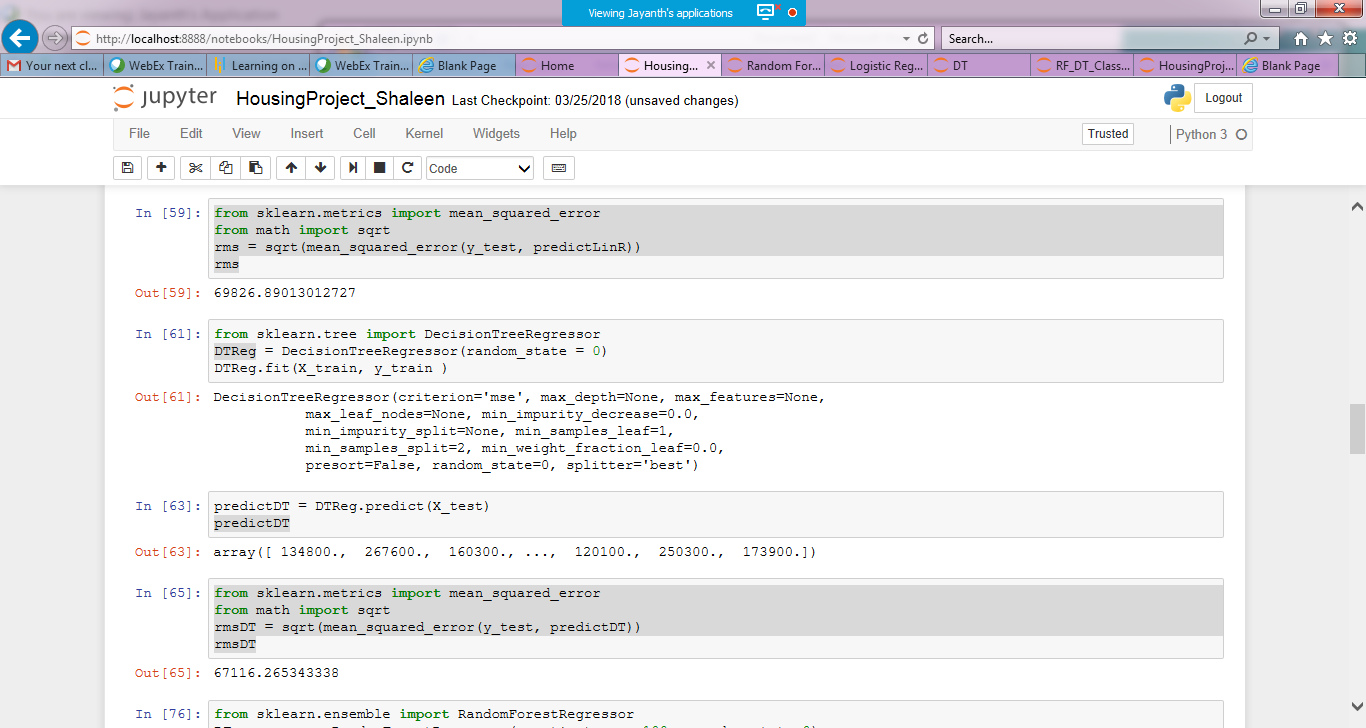 Viewing Jayanth's applications
http://localhost:8888/notebooks/HousingProject_Shaleen.ipynb
Search...
Your next cl...
WebEx Train...
Learning on ...
WebEx Train...
Blank Page
Home
Housing...
Random For...
Logistic Reg...
DT
RF_DT_Class...
HousingProj...
Blank Page
jupyter HousingProject_Shaleen Last Checkpoint: 03/25/2018 (unsaved changes)
Logout
File Edit View Insert Cell Kernel Widgets Help
Trusted
Python 3
Code
In [59]: from sklearn.metrics import mean_squared_error
from math import sqrt
rms = sqrt(mean_squared_error(y_test, predictLinR))
rms
Out[59]: 69826.89013012727
In [61]: from sklearn.tree import DecisionTreeRegressor
DTReg = DecisionTreeRegressor(random_state = 0)
DTReg.fit(X_train, y_train )
Out[61]: DecisionTreeRegressor(criterion='mse', max_depth=None, max_features=None,
max_leaf_nodes=None, min_impurity_decrease=0.0,
min_impurity_split=None, min_samples_leaf=1,
min_samples_split=2, min_weight_fraction_leaf=0.0,
presort=False, random_state=0, splitter='best')
In [63]: predictDT = DTReg.predict(X_test)
predictDT
Out[63]: array([ 134800., 267600., 160300., ..., 120100., 250300., 173900.])
In [65]: from sklearn.metrics import mean_squared_error
from math import sqrt
rmsDT = sqrt(mean_squared_error(y_test, predictDT))
rmsDT
Out[65]: 67116.265343338
In [76]: from sklearn.ensemble import RandomForestRegressor